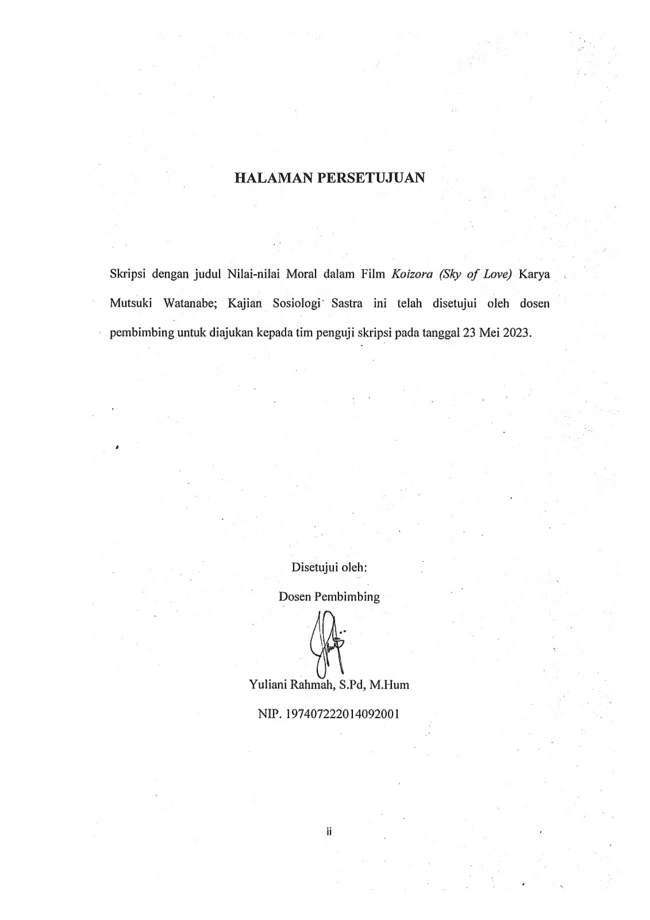 HALAMAN PERSETUJUAN
Skripsi dengan judul Nilai-nilai Moral dalam Film Koizora (Sky of Love) Karya
Mutsuki Watanabe; Kajian Sosiologi Sastra ini telah disetujui oleh dosen
pembimbing untuk diajukan kepada tim penguji skripsi pada tanggal 23 Mei 2023.
Disetujui oleh:
Dosen Pembimbing
Yuliani Rahmah, S.Pd, M.Hum
NIP. 197407222014092001
ii